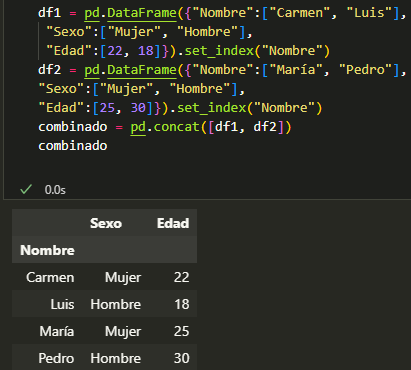 df1 = pd.DataFrame({"Nombre":["Carmen", "Luis"],
"Sexo":["Mujer", "Hombre"],
"Edad":[22, 18]}).set_index("Nombre")
df2 = pd.DataFrame({"Nombre":["María", "Pedro"],
"Sexo":["Mujer", "Hombre"],
"Edad":[25, 30]}).set_index("Nombre")
combinado = pd.concat([df1, df2])
combinado
0.0s
Sexo Edad
Nombre
Carmen Mujer 22
Luis Hombre 18
María Mujer 25
Pedro Hombre 30